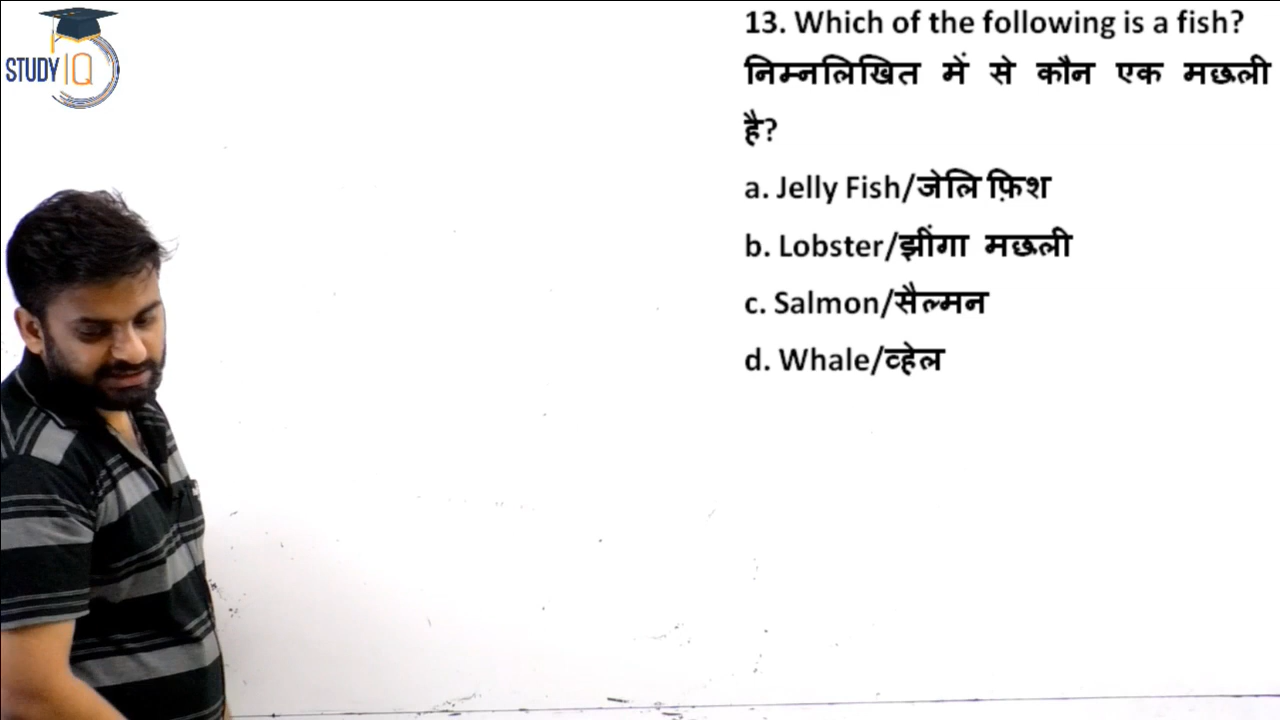 STUDY IQ
13. Which of the following is a fish?
निम्नलिखित में से कौन एक मछली
है?
a. Jelly Fish/जेलि फ़िश
b. Lobster/झींगा मछली
c. Salmon/सैल्मन
d. Whale/व्हेल